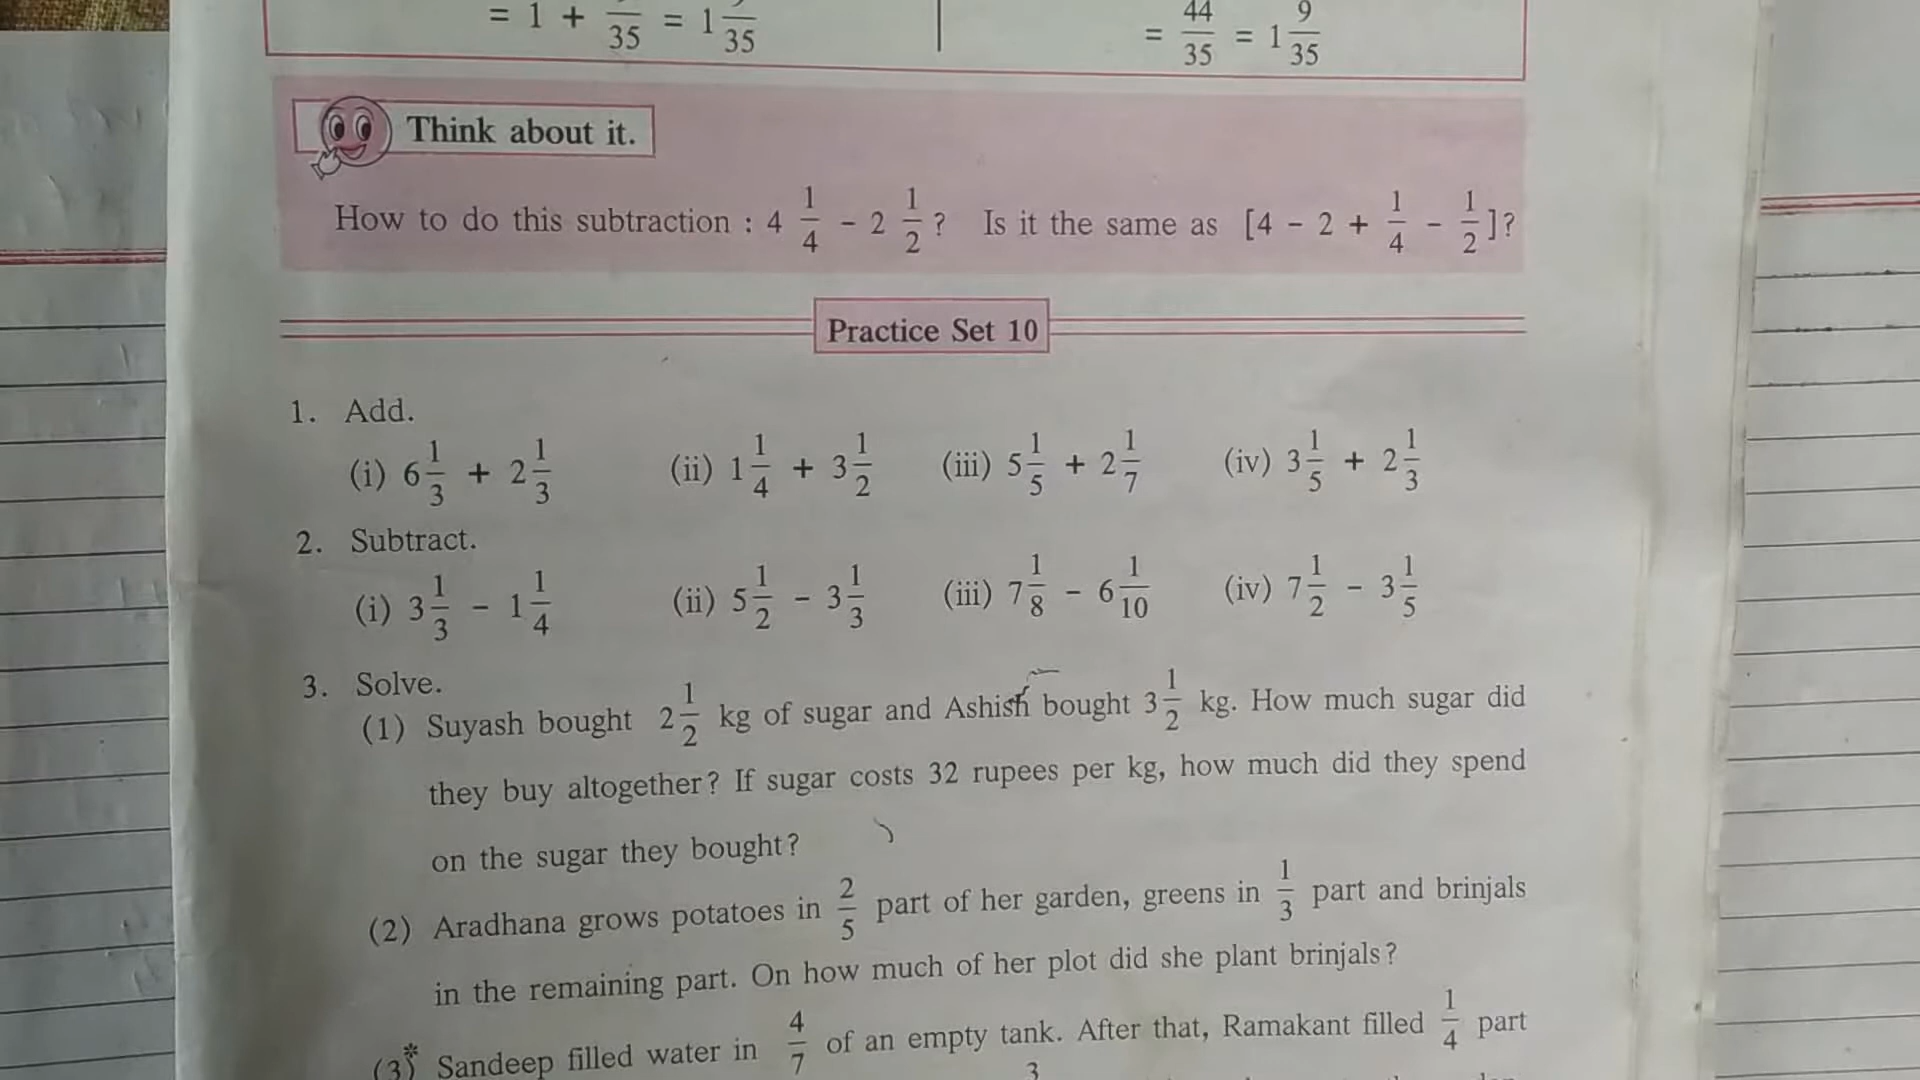 = 1 + /35 = 1 /35
= 44/35 = 1 9/35
Think about it.
How to do this subtraction : 4 1/4 - 2 1/2 ? Is it the same as [4 - 2 + 1/4 - 1/2]?
Practice Set 10
1. Add.
(i) 6 1/3 + 2 1/3 (ii) 1 1/4 + 3 1/2 (iii) 5 1/5 + 2 1/7 (iv) 3 1/5 + 2 1/3
2. Subtract.
(i) 3 1/3 - 1 1/4 (ii) 5 1/2 - 3 1/3 (iii) 7 1/8 - 6 1/10 (iv) 7 1/2 - 3 1/5
3. Solve.
(1) Suyash bought 2 1/2 kg of sugar and Ashish bought 3 1/2 kg. How much sugar did
they buy altogether? If sugar costs 32 rupees per kg, how much did they spend
on the sugar they bought?
(2) Aradhana grows potatoes in 2/5 part of her garden, greens in 1/3 part and brinjals
in the remaining part. On how much of her plot did she plant brinjals?
(3)* Sandeep filled water in 4/7 of an empty tank. After that, Ramakant filled 1/4 part
3